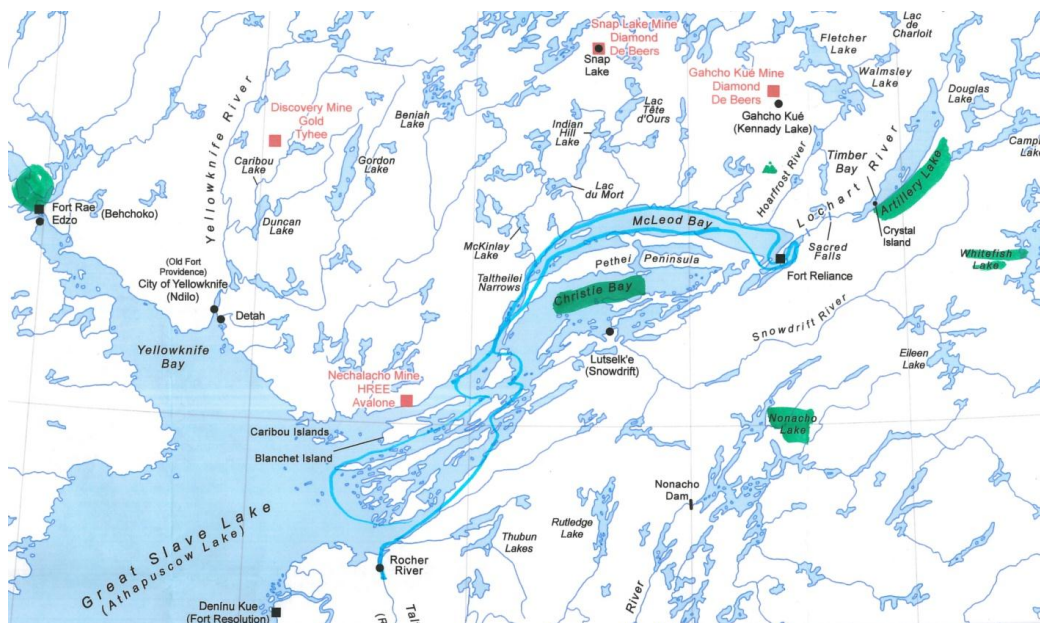 Snap Lake Mine
Diamond
De Beers
Snap
Lake
Fletcher
Lake
Lac
de
Charloit
Walmsley
Lake
Douglas
Lake
Gahcho Kué Mine
Diamond
De Beers
Gahcho Kué
(Kennady Lake)
Lac
Tête
d'Ours
Indian
Hill
Lake
Beniah
Lake
Discovery Mine
Gold
Tyhee
Yellowknife River
Caribou
Lake
Gordon
Lake
Duncan
Lake
Lac
du Mort
Hoarfrost River
Timber
Bay
Lochart River
Artillery Lake
Crystal
Island
Sacred
Falls
Fort Rae
Edzo
(Behchoko)
McLeod Bay
McKinlay
Lake
Taltheilei
Narrows
Pethei Peninsula
Fort Reliance
Whitefish
Lake
(Old Fort
Providence)
City of Yellowknife
(Ndilo)
Detah
Christie Bay
Lutselk'e
(Snowdrift)
Snowdrift River
Eileen
Lake
Yellowknife
Bay
Nechalacho Mine
HREE
Avalone
Caribou Islands
Blanchet Island
Nonacho
Lake
Nonacho
Dam
Great Slave Lake
(Athapuscow Lake)
Thubun
Lakes
Rutledge
Lake
Rocher
River
River
Denínu Kue
(Fort Resolution)